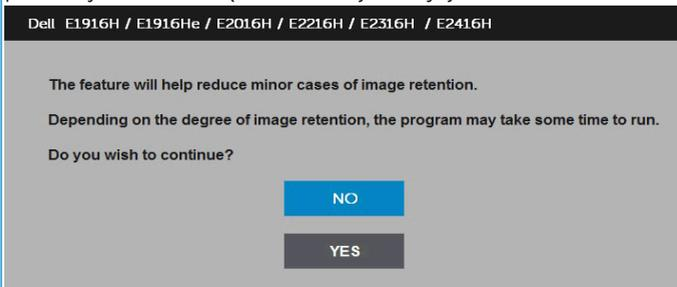 Dell E1916H / E1916He / E2016H / E2216H / E2316H / E2416H
The feature will help reduce minor cases of image retention.
Depending on the degree of image retention, the program may take some time to run.
Do you wish to continue?
NO
YES